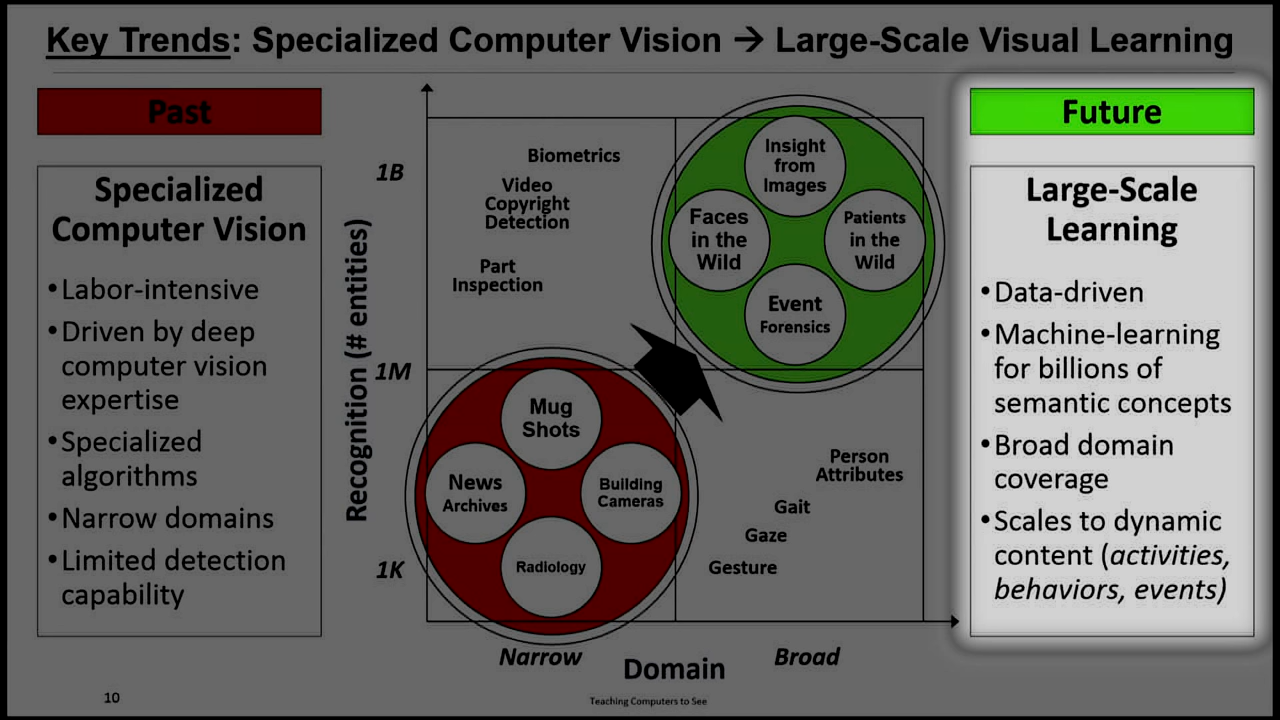 Key Trends: Specialized Computer Vision → Large-Scale Visual Learning
Past
Specialized
Computer Vision
•Labor-intensive
•Driven by deep
computer vision
expertise
•Specialized
algorithms
•Narrow domains
•Limited detection
capability
Recognition (# entities)
1B
1M
1K
Biometrics
Video
Copyright
Detection
Part
Inspection
Insight
from
Images
Faces
in the
Wild
Patients
in the
Wild
Event
Forensics
Mug
Shots
News
Archives
Building
Cameras
Radiology
Person
Attributes
Gait
Gaze
Gesture
Narrow
Domain
Broad
Future
Large-Scale
Learning
•Data-driven
•Machine-learning
for billions of
semantic concepts
•Broad domain
coverage
•Scales to dynamic
content (activities,
behaviors, events)
10
Teaching Computers to See